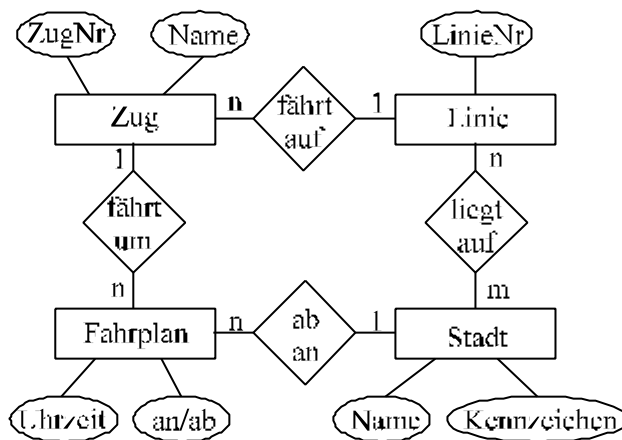 ZugNr Name LinieNr
Zug n fährt auf 1 Linie
1 n
fährt um liegt auf
n m
Fahrplan n ab an 1 Stadt
Uhrzeit an/ab Name Kennzeichen